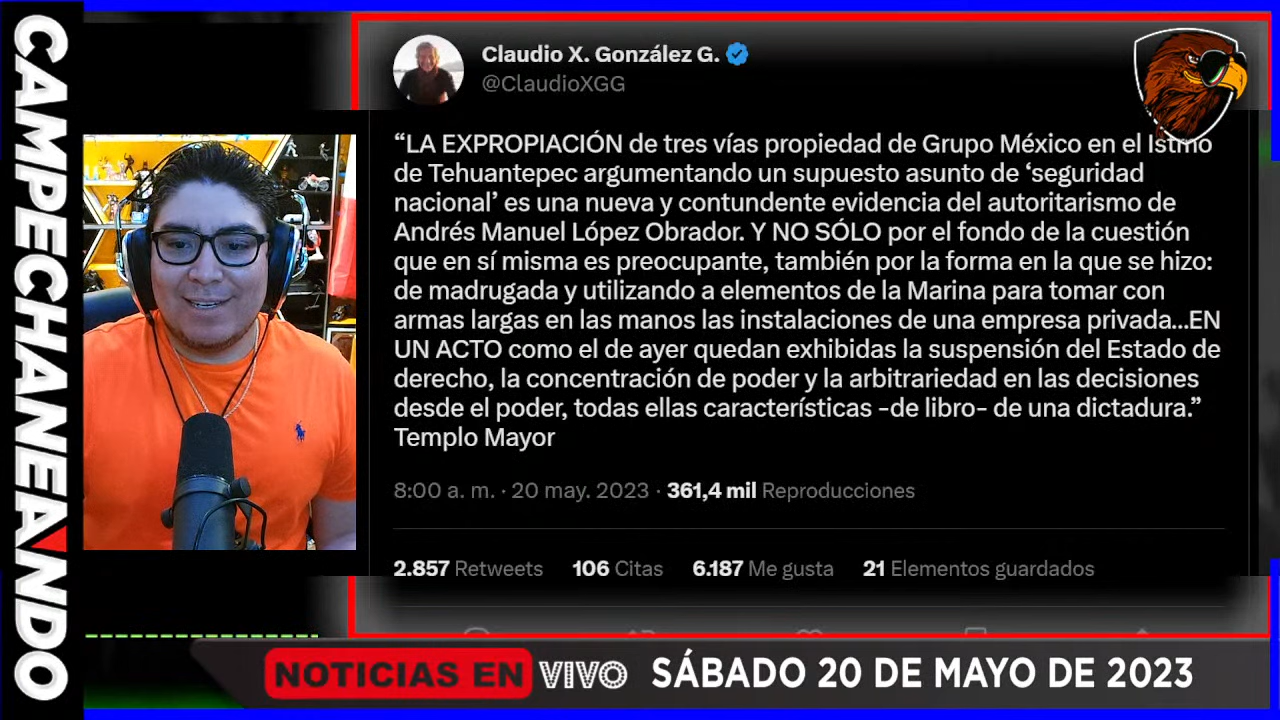 CAMPECHANEANDO
Claudio X. González G.
@ClaudioXGG
“LA EXPROPIACIÓN de tres vías propiedad de Grupo México en el Istmo
de Tehuantepec argumentando un supuesto asunto de ‘seguridad
nacional’ es una nueva y contundente evidencia del autoritarismo de
Andrés Manuel López Obrador. Y NO SÓLO por el fondo de la cuestión
que en sí misma es preocupante, también por la forma en la que se hizo:
de madrugada y utilizando a elementos de la Marina para tomar con
armas largas en las manos las instalaciones de una empresa privada...EN
UN ACTO como el de ayer quedan exhibidas la suspensión del Estado de
derecho, la concentración de poder y la arbitrariedad en las decisiones
desde el poder, todas ellas características –de libro– de una dictadura.”
Templo Mayor
8:00 a. m. · 20 may. 2023 · 361,4 mil Reproducciones
2.857 Retweets 106 Citas 6.187 Me gusta 21 Elementos guardados
NOTICIAS EN VIVO SÁBADO 20 DE MAYO DE 2023